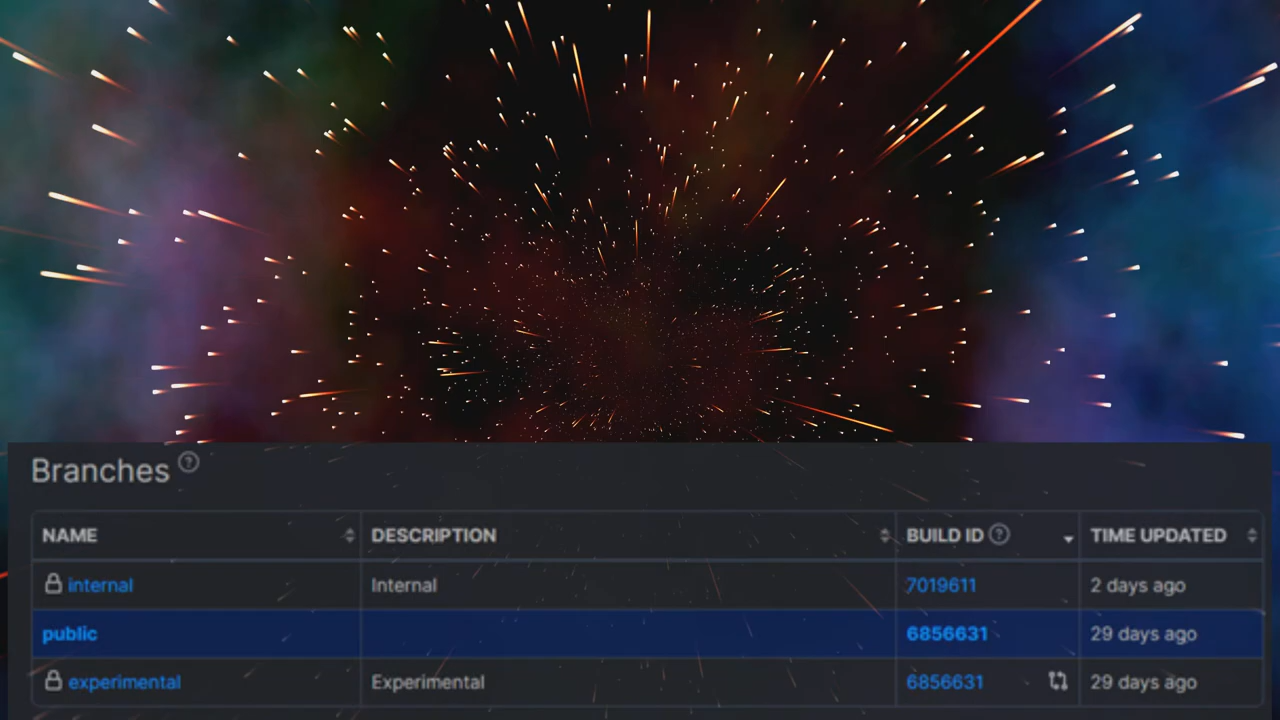 Branches ?
NAME DESCRIPTION BUILD ID ? TIME UPDATED
internal Internal 7019611 2 days ago
public 6856631 29 days ago
experimental Experimental 6856631 29 days ago